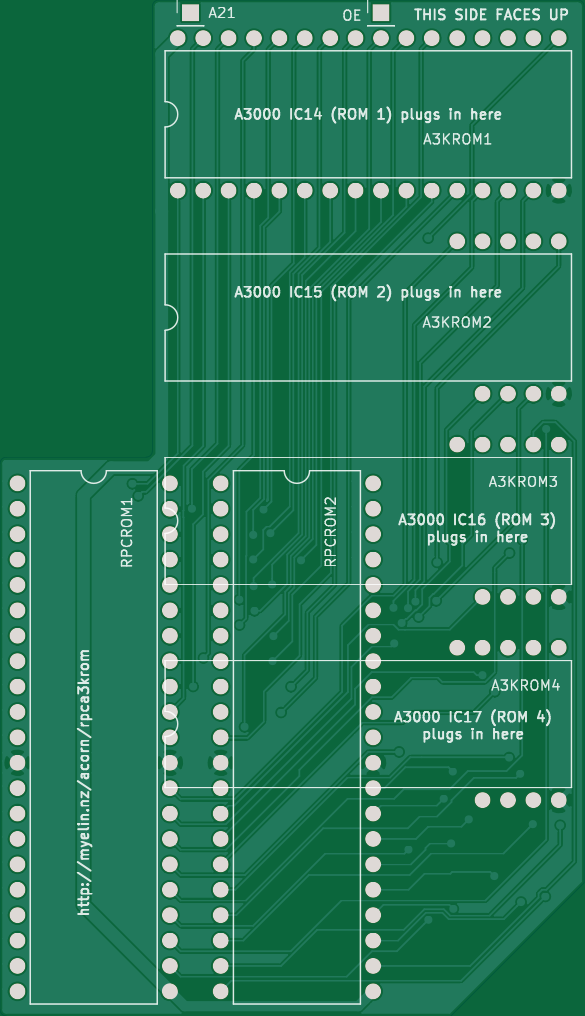 A21
OE
THIS SIDE FACES UP
A3000 IC14 (ROM 1) plugs in here
A3KROM1
A3000 IC15 (ROM 2) plugs in here
A3KROM2
A3KROM3
A3000 IC16 (ROM 3)
plugs in here
RPCROM1
RPCROM2
A3KROM4
A3000 IC17 (ROM 4)
plugs in here
http://myelin.nz/acorn/rpca3krom